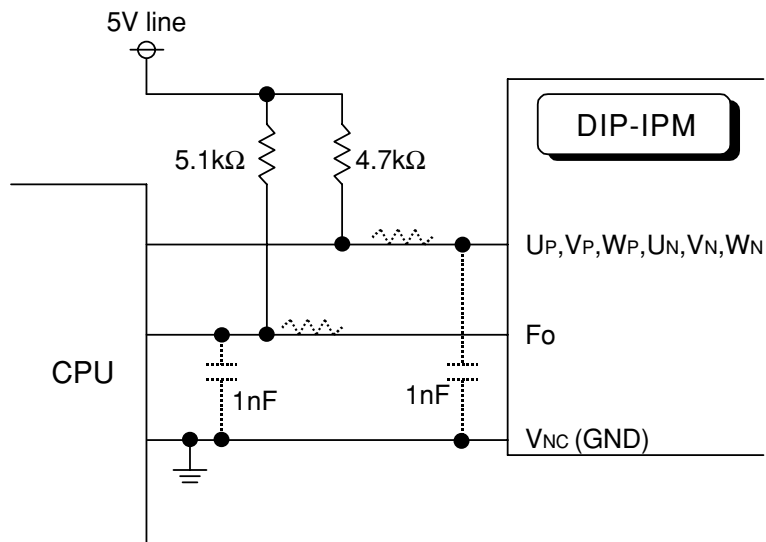 5V line
DIP-IPM
5.1kΩ
4.7kΩ
UP,VP,WP,UN,VN,WN
Fo
CPU
1nF
1nF
VNC (GND)